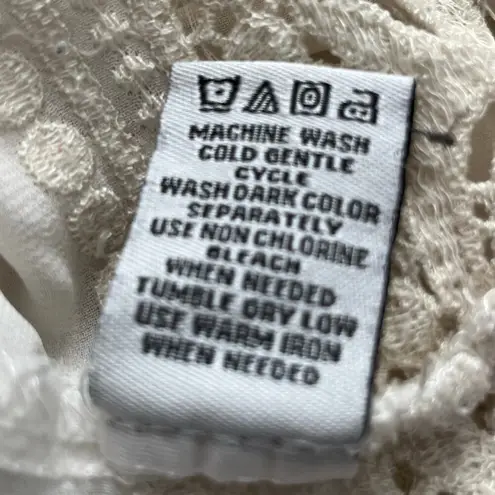 MACHINE WASH
COLD GENTLE
CYCLE
WASH DARK COLOR
SEPARATELY
USE NON CHLORINE
BLEACH
WHEN NEEDED
TUMBLE DRY LOW
USE WARM IRON
WHEN NEEDED